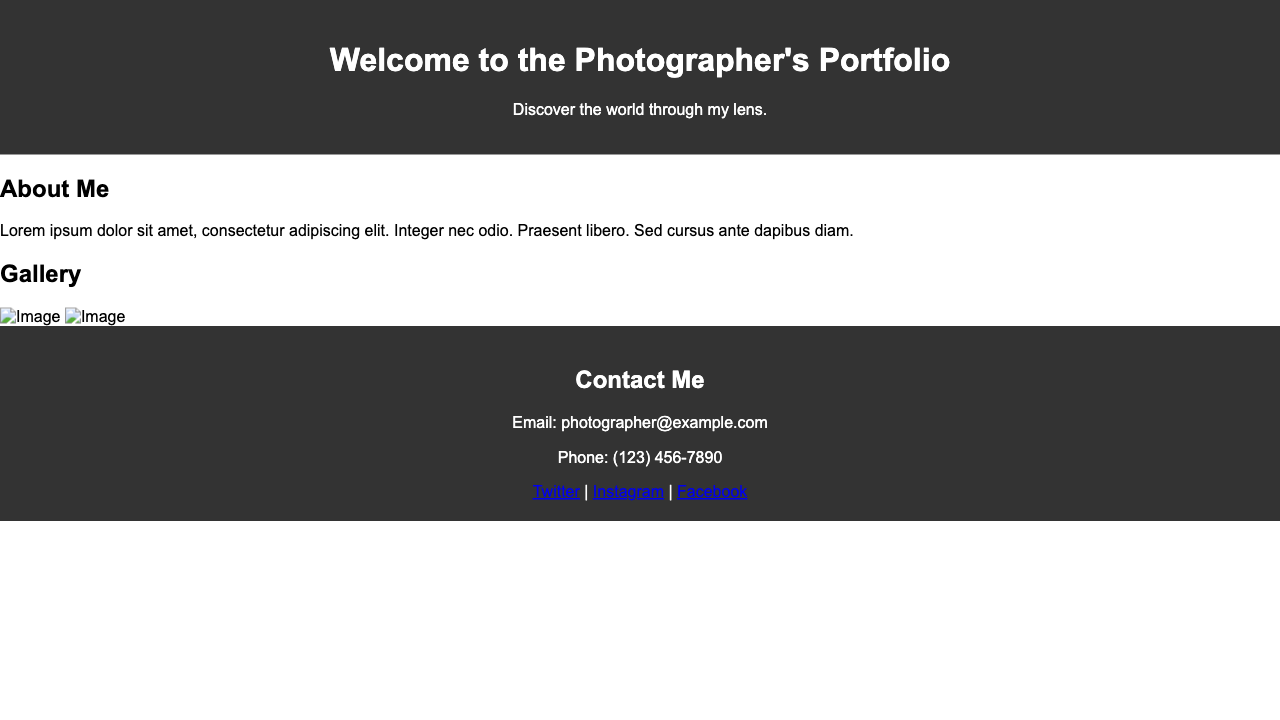 Welcome to the Photographer's Portfolio
Discover the world through my lens.
About Me
Lorem ipsum dolor sit amet, consectetur adipiscing elit. Integer nec odio. Praesent libero. Sed cursus ante dapibus diam.
Gallery
Image Image
Contact Me
Email: photographer@example.com
Phone: (123) 456-7890
Twitter | Instagram | Facebook